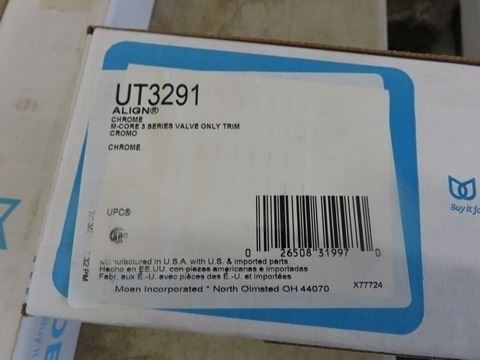 UT3291
ALIGN®
CHROME
M-CORE 3 SERIES VALVE ONLY TRIM
CROMO
CHROME
UPC®
0 26508 31997 0
Manufactured in U.S.A. with U.S. & imported parts
Hecho en EE.UU. con piezas americanas e importadas
Fabr. aux É.-U. avec pièces des É.-U. et importées
Moen Incorporated * North Olmsted OH 44070
X77724
Buy it fo